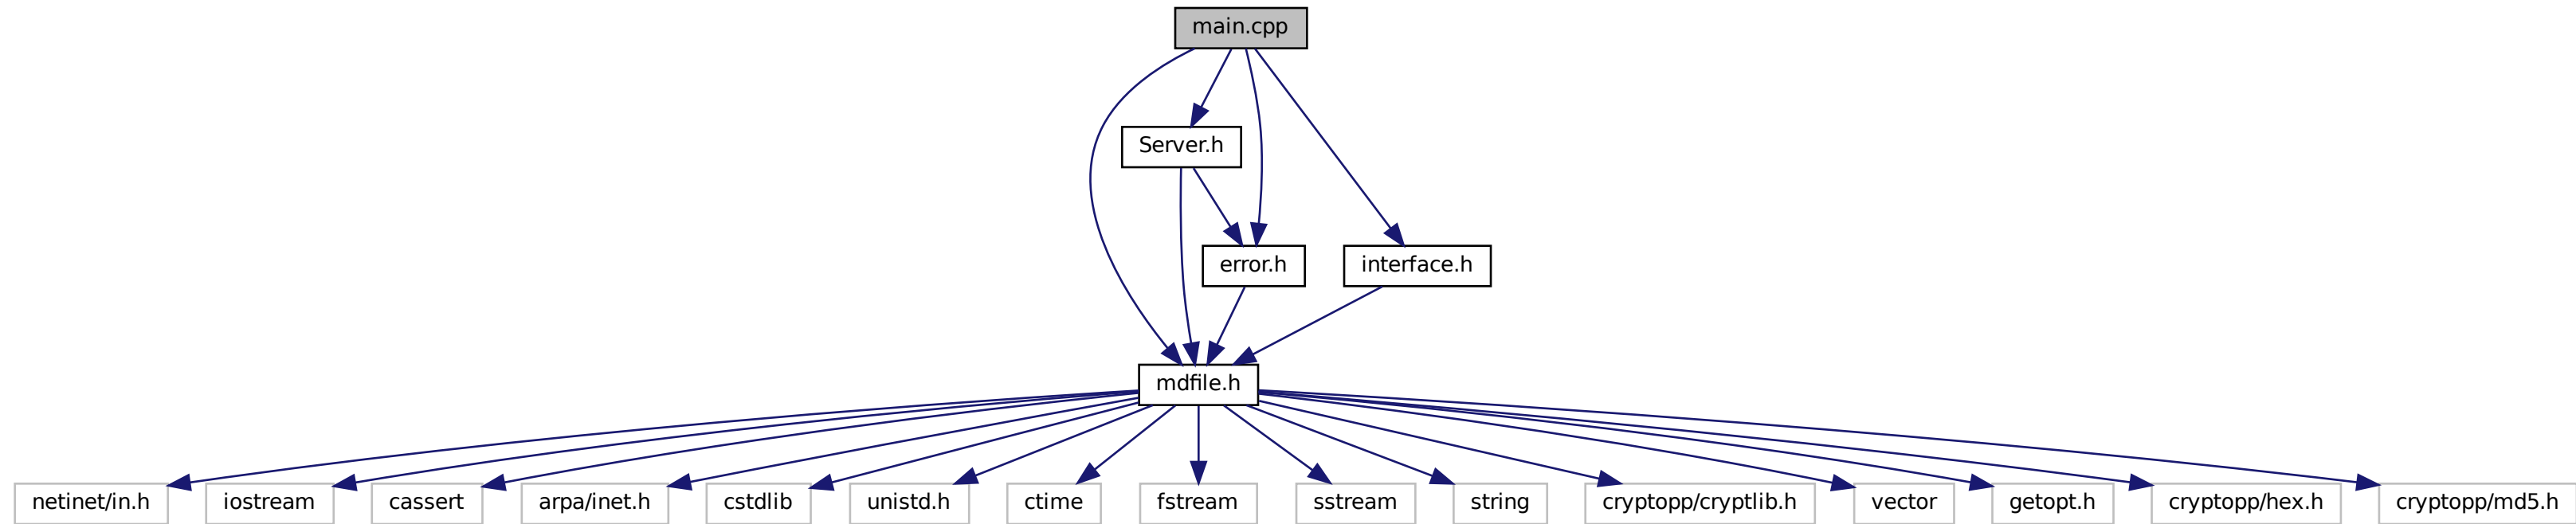 main.cpp
Server.h
error.h
interface.h
mdfile.h
netinet/in.h
iostream
cassert
arpa/inet.h
cstdlib
unistd.h
ctime
fstream
sstream
string
cryptopp/cryptlib.h
vector
getopt.h
cryptopp/hex.h
cryptopp/md5.h